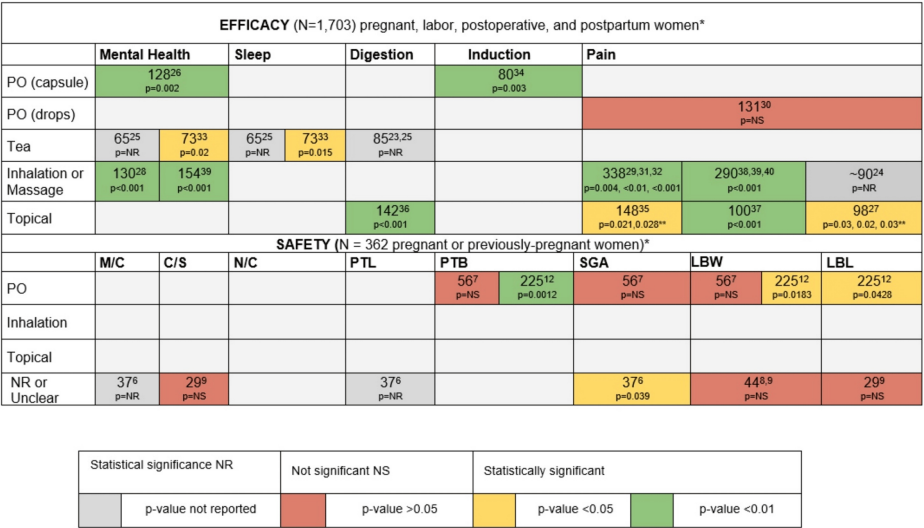 EFFICACY (N=1,703) pregnant, labor, postoperative, and postpartum women*
Mental Health Sleep Digestion Induction Pain
PO (capsule) 128²⁶ 80³⁴
p=0.002 p=0.003
PO (drops) 131³⁰
p=NS
Tea 65²⁵ 73³³ 65²⁵ 73³³ 85²³,²⁵
p=NR p=0.02 p=NR p=0.015 p=NR
Inhalation or Massage 130²⁸ 154³⁹ 338²⁹,³¹,³² 290³⁸,³⁹,⁴⁰ ~90²⁴
p<0.001 p<0.001 p=0.004, <0.01, <0.001 p<0.001 p=NR
Topical 142³⁶ 148³⁵ 100³⁷ 98²⁷
p<0.001 p=0.021,0.028** p<0.001 p=0.03, 0.02, 0.03**
SAFETY (N = 362 pregnant or previously-pregnant women)*
M/C C/S N/C PTL PTB SGA LBW LBL
PO 56⁷ 225¹² 56⁷ 56⁷ 225¹² 225¹²
p=NS p=0.0012 p=NS p=NS p=0.0183 p=0.0428
Inhalation
Topical
NR or Unclear 37⁶ 29⁹ 37⁶ 37⁶ 44⁸,⁹ 29⁹
p=NR p=NS p=NR p=0.039 p=NS p=NS
Statistical significance NR Not significant NS Statistically significant
p-value not reported p-value >0.05 p-value <0.05 p-value <0.01